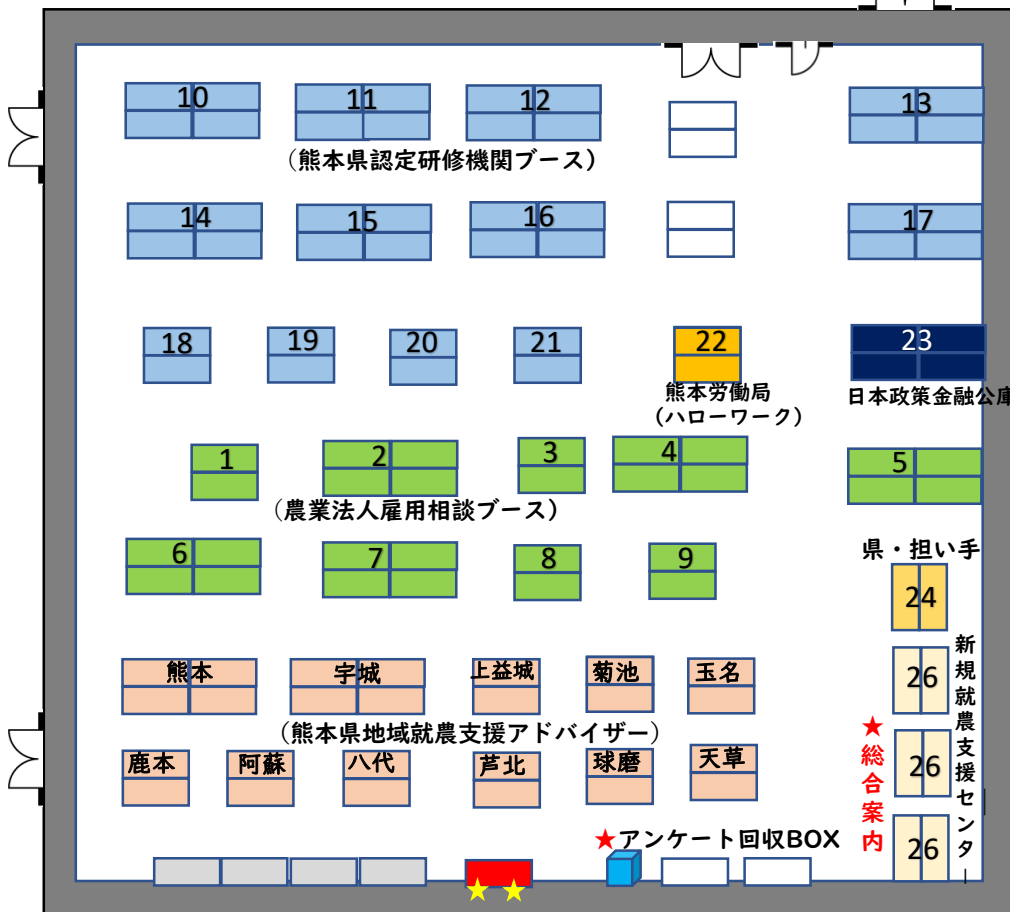 10 11 12 13
(熊本県認定研修機関ブース)
14 15 16 17
18 19 20 21 22 23
熊本労働局
(ハローワーク)
日本政策金融公庫
1 2 3 4 5
(農業法人雇用相談ブース)
6 7 8 9
県・担い手
24
熊本 宇城 上益城 菊池 玉名
(熊本県地域就農支援アドバイザー)
鹿本 阿蘇 八代 芦北 球磨 天草
26
26
26
新規就農支援センター
★総合案内
★アンケート回収BOX